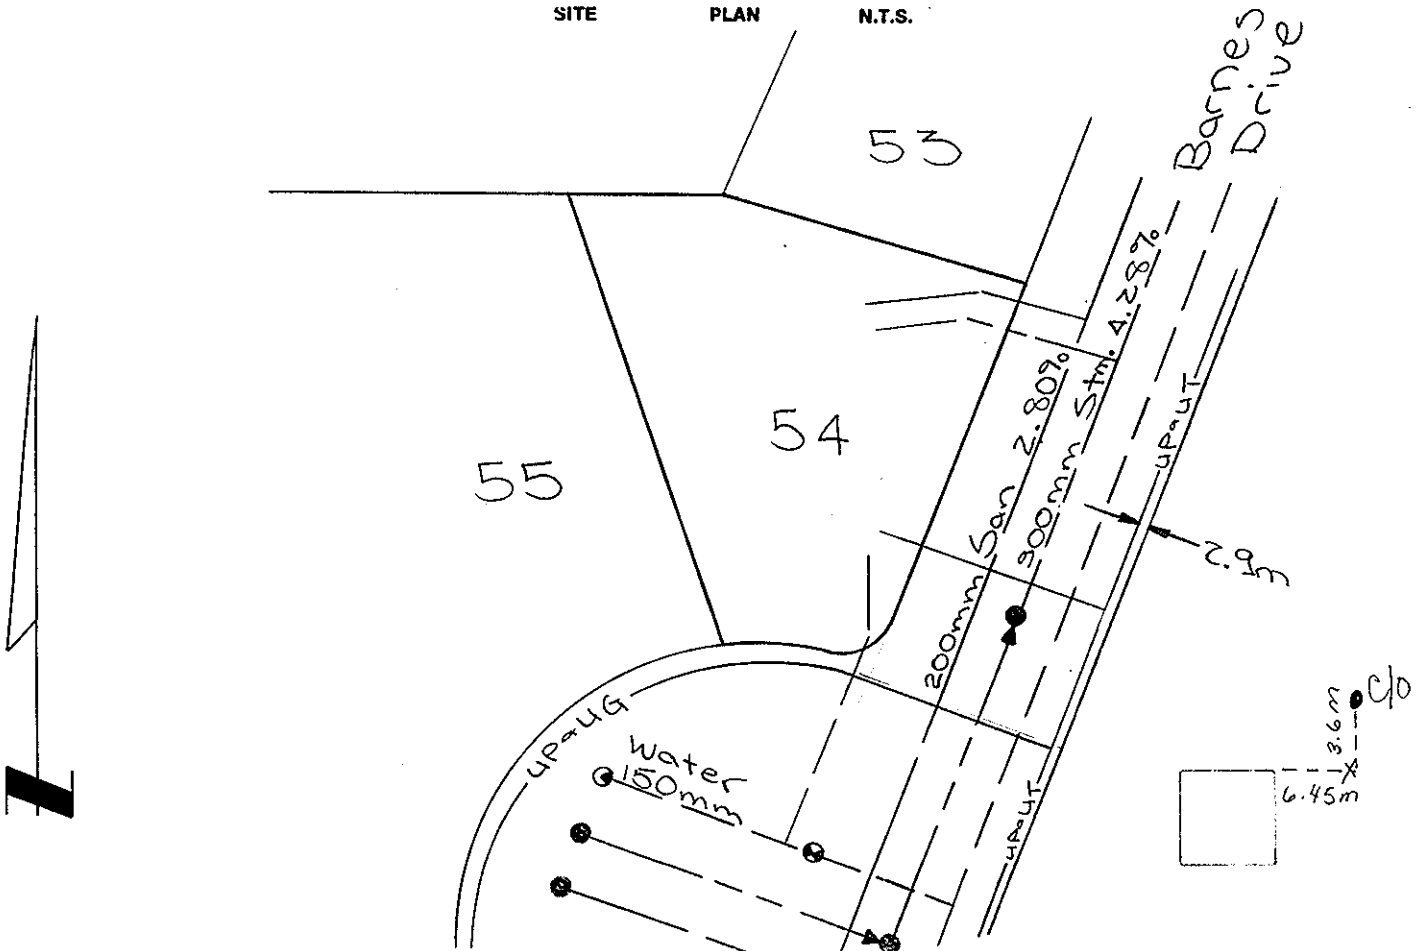 SITE PLAN N.T.S.
Barnes
Drive
53
54
55
200mm San 2.80%
300mm Stm. 4.28%
UP&UT
2.9m
UP&UG
water
150mm
UP&UT
3.6m
C/O
6.45m